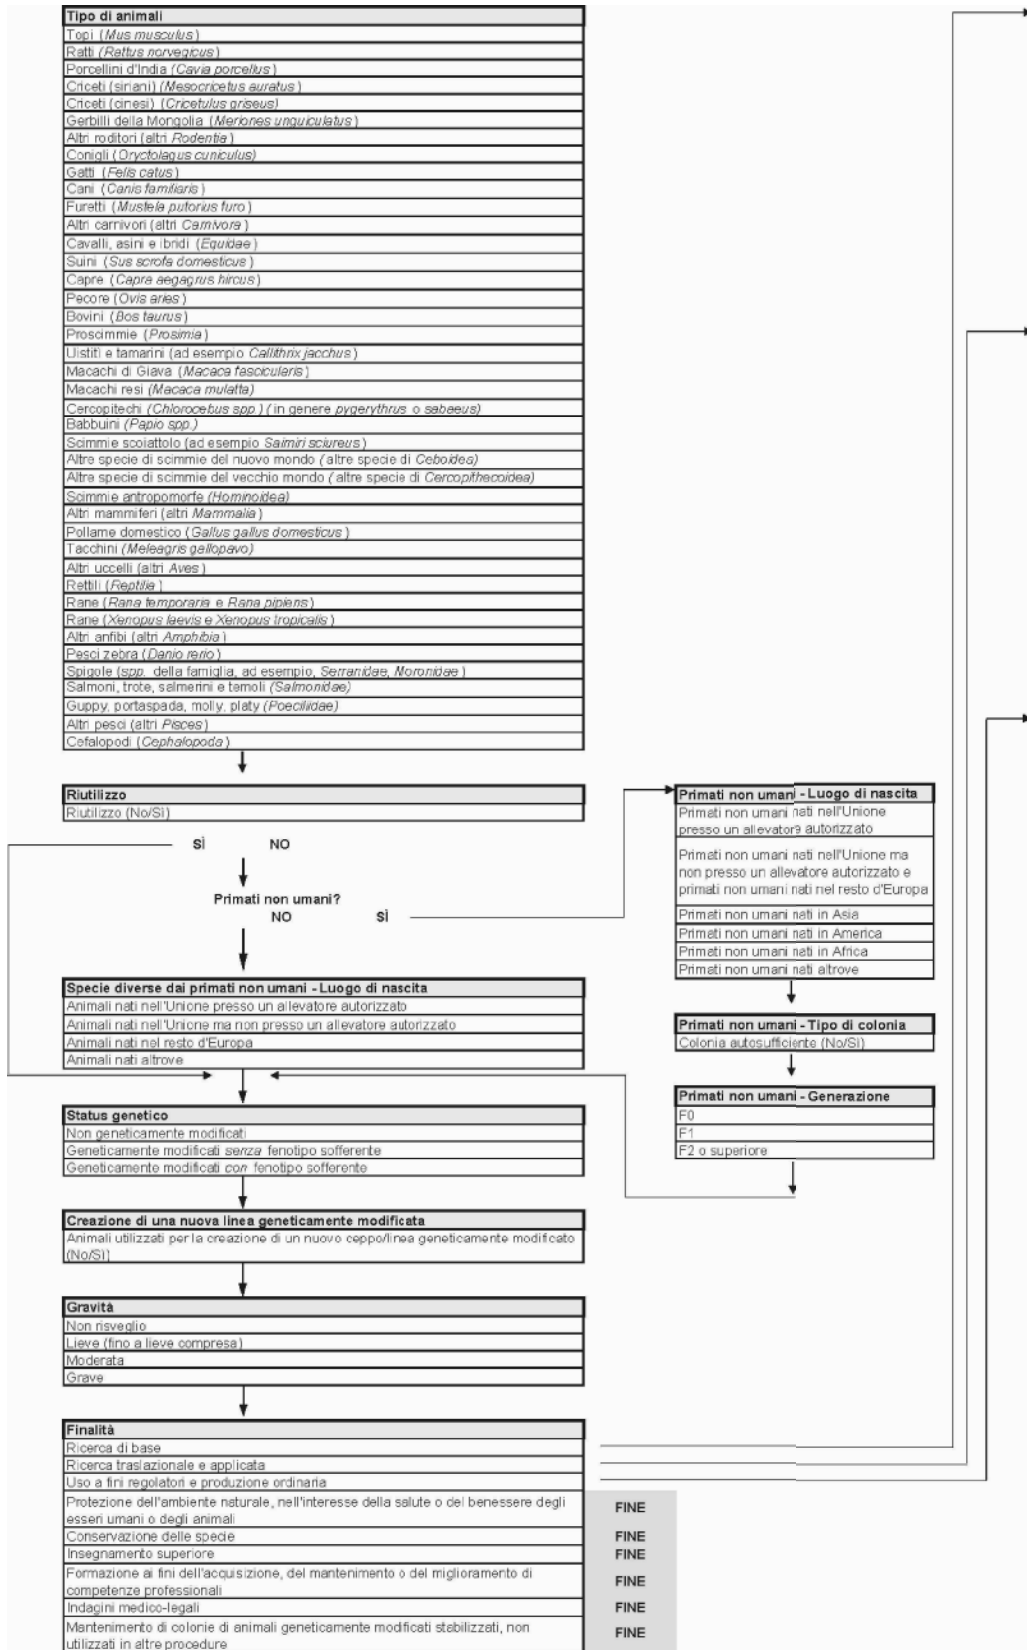 Tipo di animali
Topi (Mus musculus)
Ratti (Rattus norvegicus)
Porcellini d'India (Cavia porcellus)
Criceti (siriani) (Mesocricetus auratus)
Criceti (cinesi) (Cricetulus griseus)
Gerbilli della Mongolia (Meriones unguiculatus)
Altri roditori (altri Rodentia)
Conigli (Oryctolagus cuniculus)
Gatti (Felis catus)
Cani (Canis familiaris)
Furetti (Mustela putorius furo)
Altri carnivori (altri Carnivora)
Cavalli, asini e ibridi (Equidae)
Suini (Sus scrofa domesticus)
Capre (Capra aegagrus hircus)
Pecore (Ovis aries)
Bovini (Bos taurus)
Proscimmie (Prosimia)
Uistitì e tamarini (ad esempio Callithrix jacchus)
Macachi di Giava (Macaca fascicularis)
Macachi resi (Macaca mulatta)
Cercopitechi (Chlorocebus spp.) (in genere pygerythrus o sabaeus)
Babbuini (Papio spp.)
Scimmie scoiattolo (ad esempio Saimiri sciureus)
Altre specie di scimmie del nuovo mondo (altre specie di Ceboidea)
Altre specie di scimmie del vecchio mondo (altre specie di Cercopithecoidea)
Scimmie antropomorfe (Hominoidea)
Altri mammiferi (altri Mammalia)
Pollame domestico (Gallus gallus domesticus)
Tacchini (Meleagris gallopavo)
Altri uccelli (altri Aves)
Rettili (Reptilia)
Rane (Rana temporaria e Rana pipiens)
Rane (Xenopus laevis e Xenopus tropicalis)
Altri anfibi (altri Amphibia)
Pesci zebra (Danio rerio)
Spigole (spp. della famiglia, ad esempio, Serranidae, Moronidae)
Salmoni, trote, salmerini e temoli (Salmonidae)
Guppy, portaspada, molly, platy (Poeciliidae)
Altri pesci (altri Pisces)
Cefalopodi (Cephalopoda)
Riutilizzo
Riutilizzo (No/Sì)
SÌ NO
Primati non umani?
NO SÌ
Primati non umani - Luogo di nascita
Primati non umani nati nell'Unione
presso un allevatore autorizzato
Primati non umani nati nell'Unione ma
non presso un allevatore autorizzato e
primati non umani nati nel resto d'Europa
Primati non umani nati in Asia
Primati non umani nati in America
Primati non umani nati in Africa
Primati non umani nati altrove
Primati non umani - Tipo di colonia
Colonia autosufficiente (No/Sì)
Primati non umani - Generazione
F0
F1
F2 o superiore
Specie diverse dai primati non umani - Luogo di nascita
Animali nati nell'Unione presso un allevatore autorizzato
Animali nati nell'Unione ma non presso un allevatore autorizzato
Animali nati nel resto d'Europa
Animali nati altrove
Status genetico
Non geneticamente modificati
Geneticamente modificati senza fenotipo sofferente
Geneticamente modificati con fenotipo sofferente
Creazione di una nuova linea geneticamente modificata
Animali utilizzati per la creazione di un nuovo ceppo/linea geneticamente modificato
(No/Sì)
Gravità
Non risveglio
Lieve (fino a lieve compresa)
Moderata
Grave
Finalità
Ricerca di base
Ricerca traslazionale e applicata
Uso a fini regolatori e produzione ordinaria
Protezione dell'ambiente naturale, nell'interesse della salute o del benessere degli
esseri umani o degli animali FINE
Conservazione delle specie FINE
Insegnamento superiore FINE
Formazione ai fini dell'acquisizione, del mantenimento o del miglioramento di
competenze professionali FINE
Indagini medico-legali FINE
Mantenimento di colonie di animali geneticamente modificati stabilizzati, non
utilizzati in altre procedure FINE